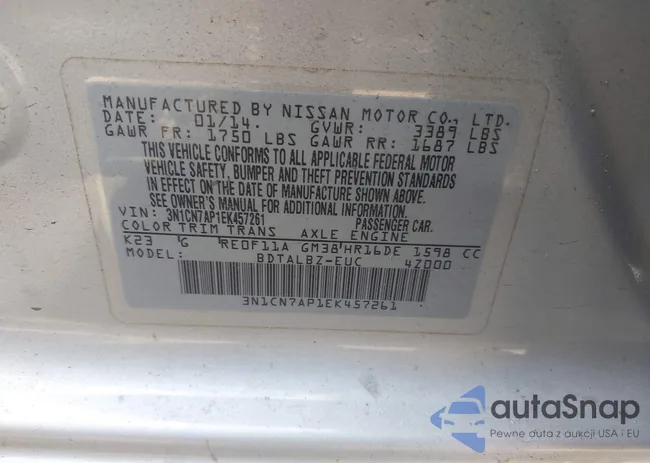 MANUFACTURED BY NISSAN MOTOR CO., LTD.
DATE: 01/14. GVWR: 3389 LBS
GAWR FR: 1750 LBS GAWR RR: 1687 LBS
THIS VEHICLE CONFORMS TO ALL APPLICABLE FEDERAL MOTOR
VEHICLE SAFETY, BUMPER AND THEFT PREVENTION STANDARDS
IN EFFECT ON THE DATE OF MANUFACTURE SHOWN ABOVE.
SEE OWNER'S MANUAL FOR ADDITIONAL INFORMATION.
VIN: 3N1CN7AP1EK457261 PASSENGER CAR.
COLOR TRIM TRANS AXLE ENGINE
K23 'G 'RE0F11A GM38'HR16DE 1598 CC
MODEL: BDTALBZ-EUC 4Z000
3N1CN7AP1EK457261
autaSnap
Pewne auta z aukcji USA i EU